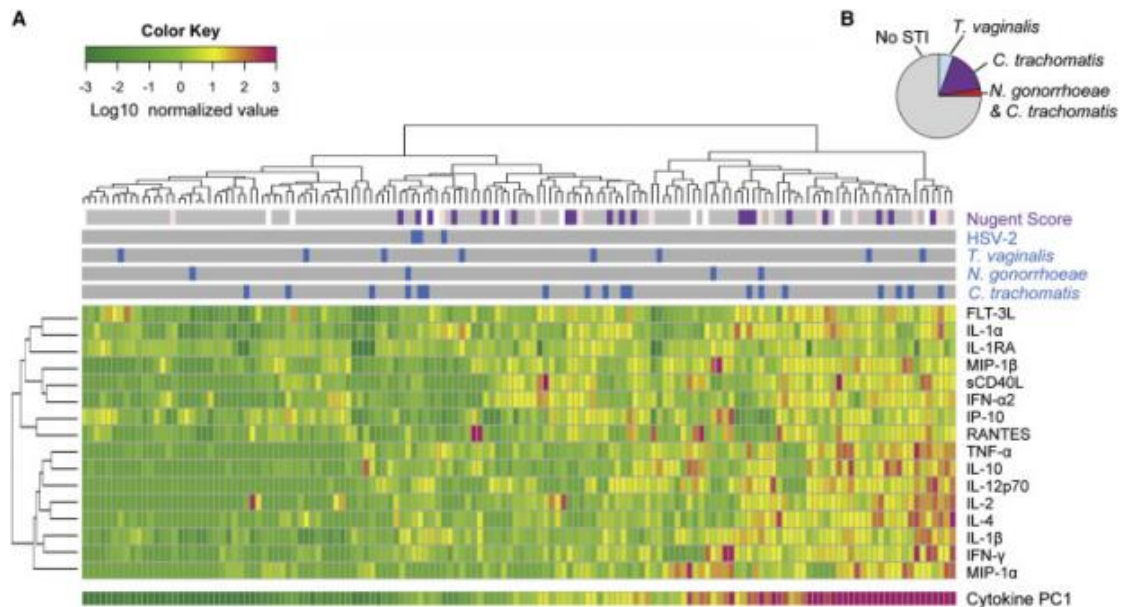 A
B
Color Key
-3 -2 -1 0 1 2 3
Log10 normalized value
No STI
T. vaginalis
C. trachomatis
N. gonorrhoeae
& C. trachomatis
Nugent Score
HSV-2
T. vaginalis
N. gonorrhoeae
C. trachomatis
FLT-3L
IL-1α
IL-1RA
MIP-1β
sCD40L
IFN-α2
IP-10
RANTES
TNF-α
IL-10
IL-12p70
IL-2
IL-4
IL-1β
IFN-γ
MIP-1α
Cytokine PC1